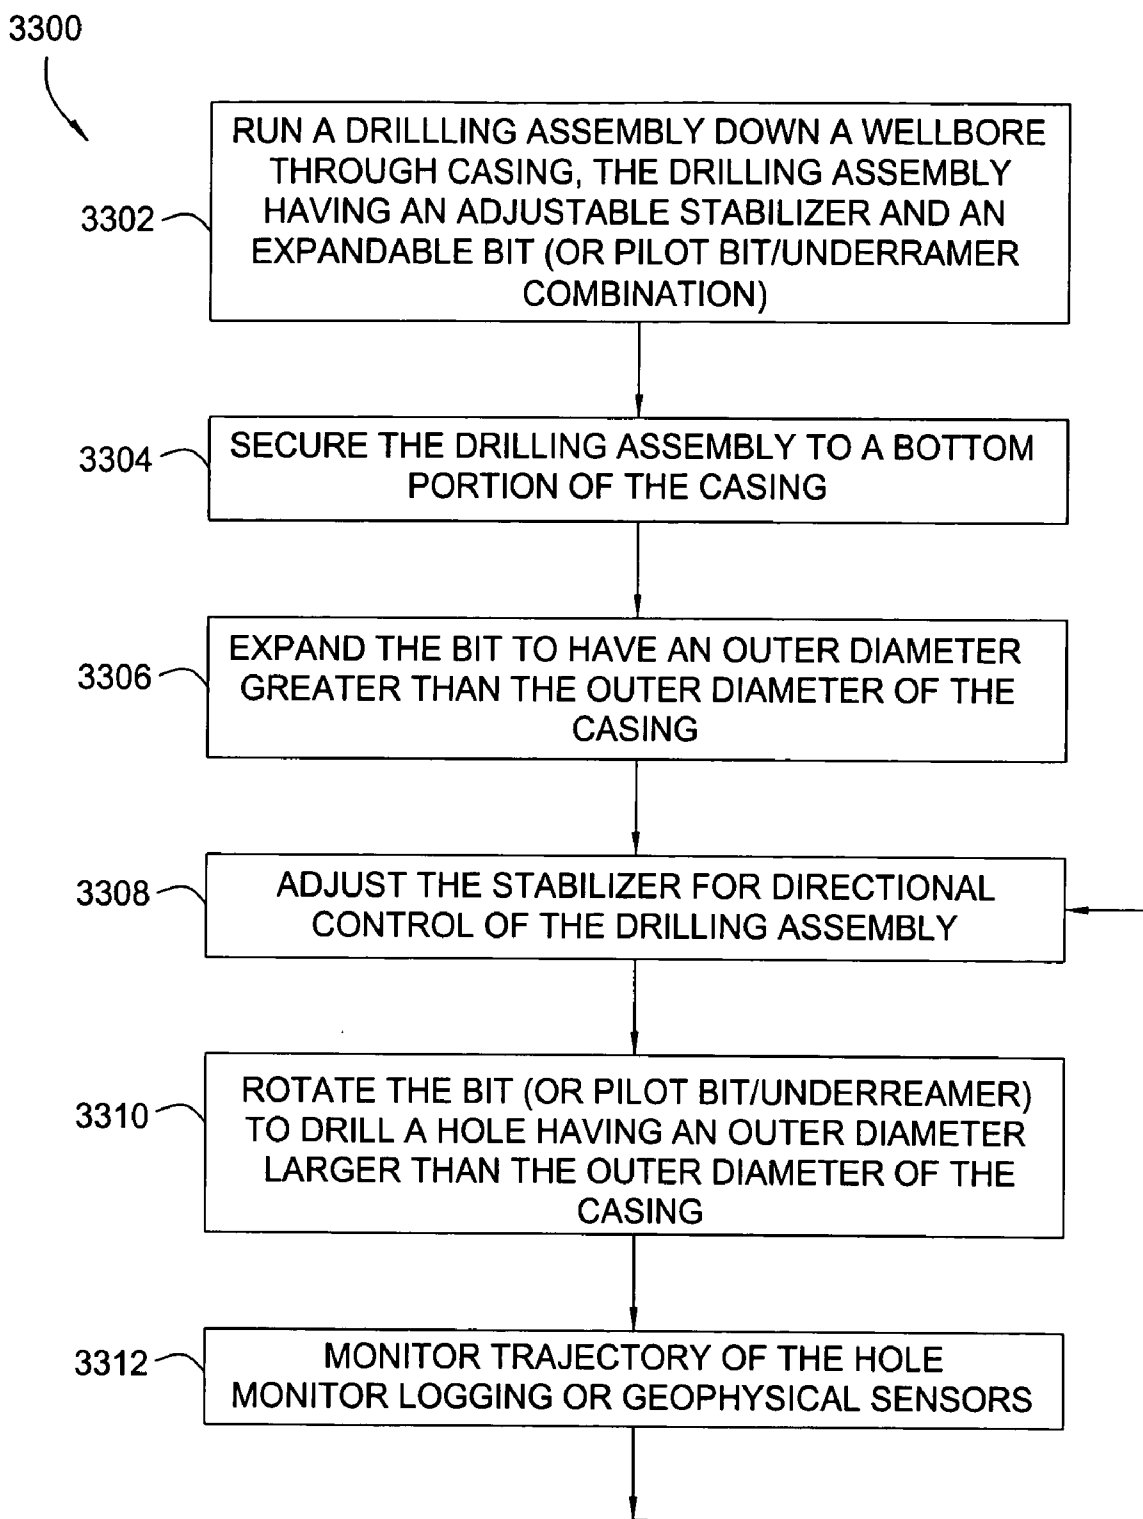 3300
3302
RUN A DRILLLING ASSEMBLY DOWN A WELLBORE
THROUGH CASING, THE DRILLING ASSEMBLY
HAVING AN ADJUSTABLE STABILIZER AND AN
EXPANDABLE BIT (OR PILOT BIT/UNDERRAMER
COMBINATION)
3304
SECURE THE DRILLING ASSEMBLY TO A BOTTOM
PORTION OF THE CASING
3306
EXPAND THE BIT TO HAVE AN OUTER DIAMETER
GREATER THAN THE OUTER DIAMETER OF THE
CASING
3308
ADJUST THE STABILIZER FOR DIRECTIONAL
CONTROL OF THE DRILLING ASSEMBLY
3310
ROTATE THE BIT (OR PILOT BIT/UNDERREAMER)
TO DRILL A HOLE HAVING AN OUTER DIAMETER
LARGER THAN THE OUTER DIAMETER OF THE
CASING
3312
MONITOR TRAJECTORY OF THE HOLE
MONITOR LOGGING OR GEOPHYSICAL SENSORS